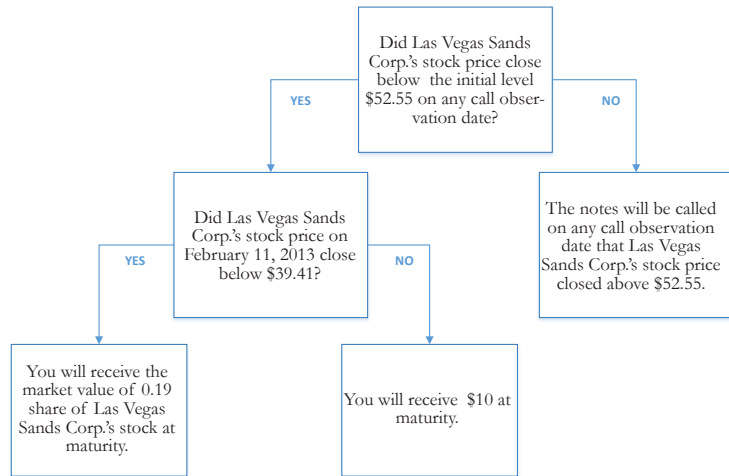 Did Las Vegas Sands
Corp.'s stock price close
below the initial level
$52.55 on any call obser-
vation date?
YES
NO
Did Las Vegas Sands
Corp.'s stock price on
February 11, 2013 close
below $39.41?
The notes will be called
on any call observation
date that Las Vegas
Sands Corp.'s stock price
closed above $52.55.
YES
NO
You will receive the
market value of 0.19
share of Las Vegas
Sands Corp.'s stock at
maturity.
You will receive $10 at
maturity.